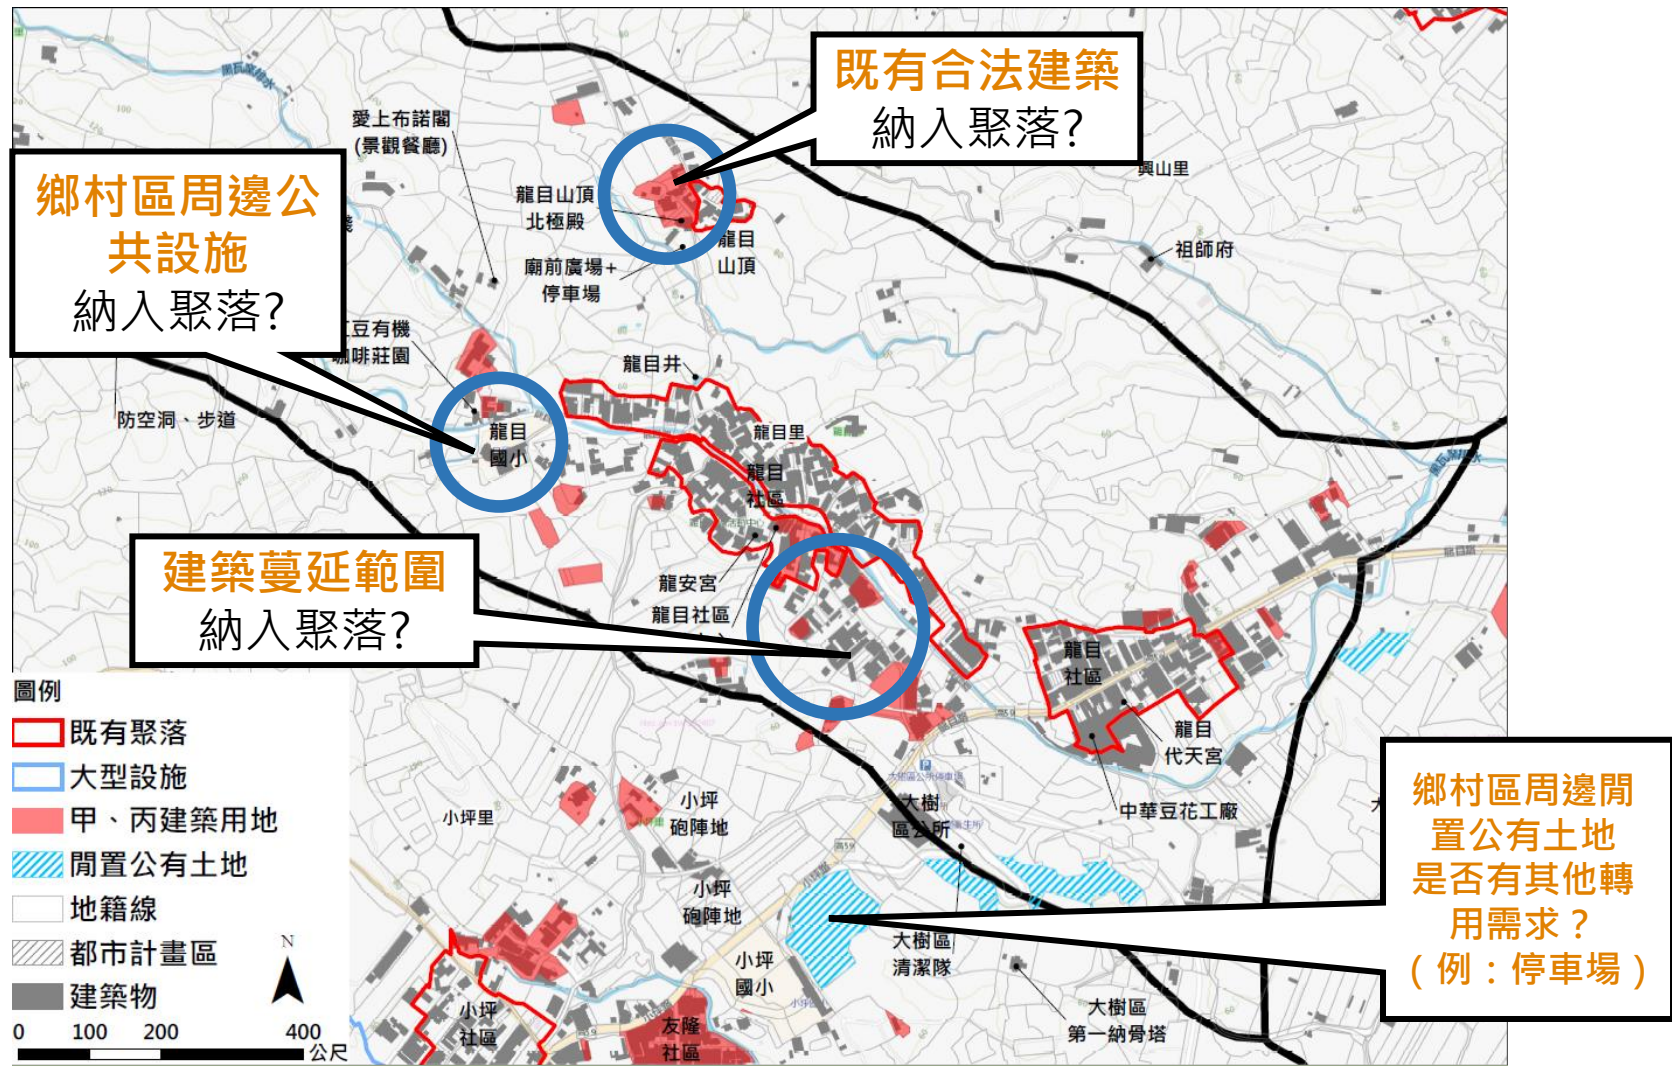 既有合法建築
納入聚落?
愛上布諾閣
(景觀餐廳)
興山里
鄉村區周邊公
共設施
納入聚落?
龍目山頂
北極殿
龍目
山頂
祖師府
廟前廣場+
停車場
豆有機
咖啡莊園
龍目井
防空洞、步道
龍目
國小
龍目里
龍目
社區
建築蔓延範圍
納入聚落?
龍安宮
龍目社區
龍目
社區
龍目
代天宮
中華豆花工廠
圖例
既有聚落
大型設施
甲、丙建築用地
閒置公有土地
地籍線
都市計畫區
建築物
N
0 100 200 400
公尺
小坪里
小坪
砲陣地
大樹
區公所
小坪
砲陣地
區59
大樹區
清潔隊
小坪
國小
大樹區
第一納骨塔
小坪
社區
友隆
社區
鄉村區周邊閒
置公有土地
是否有其他轉
用需求?
(例:停車場)